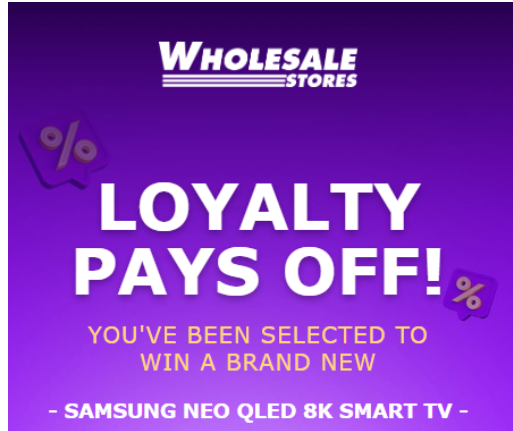 WHOLESALE
STORES
LOYALTY
PAYS OFF!
YOU'VE BEEN SELECTED TO
WIN A BRAND NEW
- SAMSUNG NEO QLED 8K SMART TV -